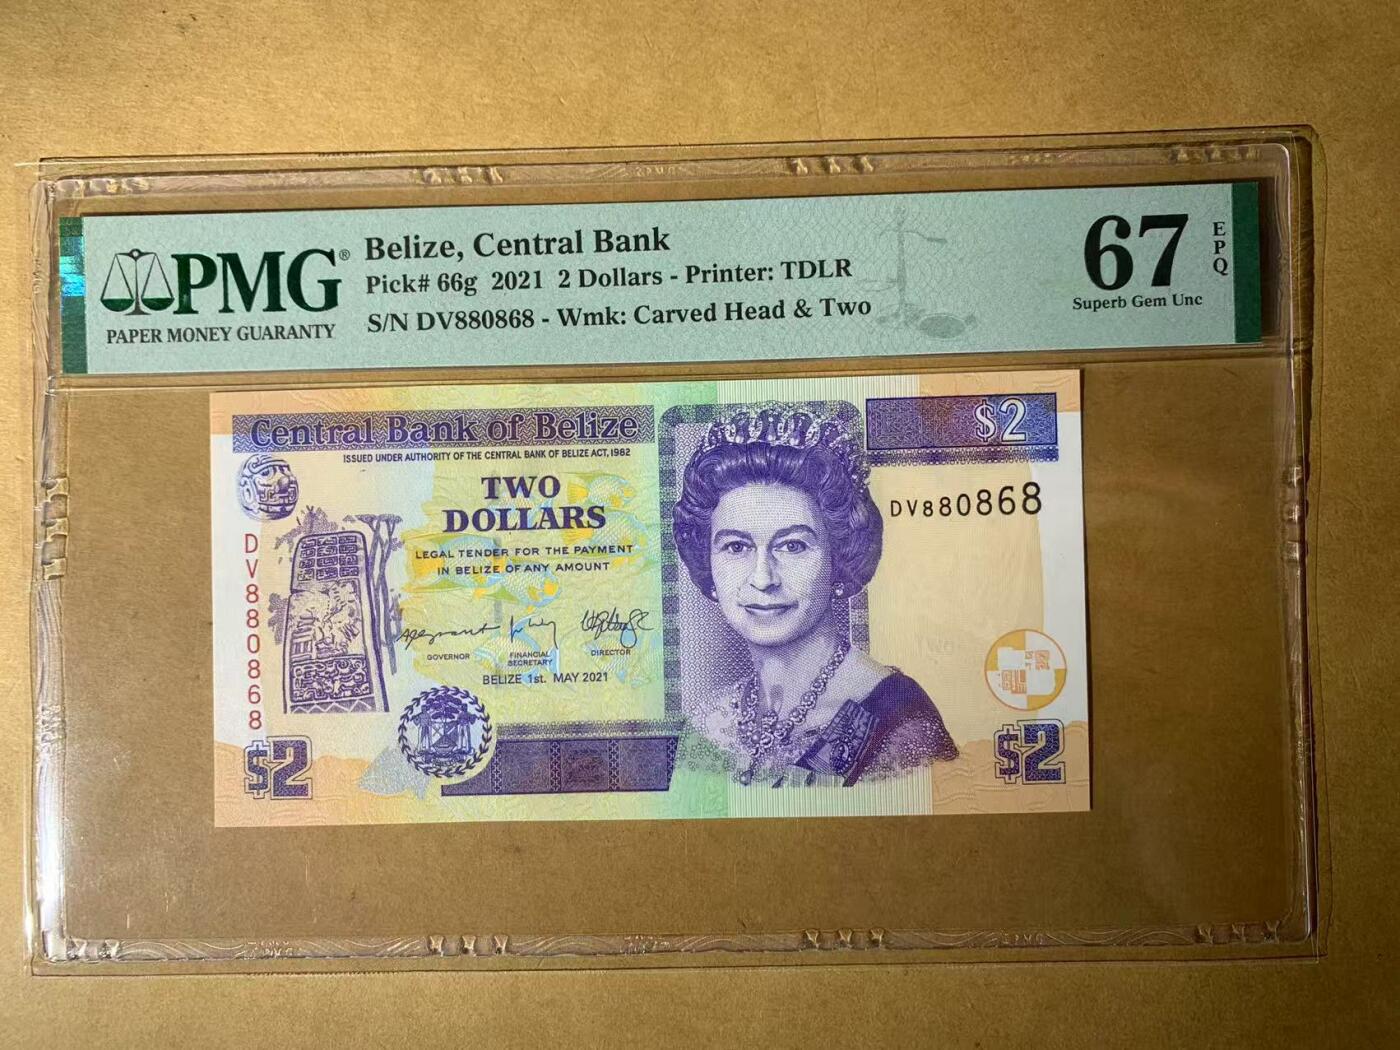 PMG®
PAPER MONEY GUARANTY
Belize, Central Bank
Pick# 66g 2021 2 Dollars - Printer: TDLR
S/N DV880868 - Wmk: Carved Head & Two
67
EPQ
Superb Gem Unc
Central Bank of Belize
$2
ISSUED UNDER AUTHORITY OF THE CENTRAL BANK OF BELIZE ACT, 1982
TWO
DOLLARS
DV880868
LEGAL TENDER FOR THE PAYMENT
IN BELIZE OF ANY AMOUNT
DV880868
GOVERNOR
FINANCIAL
SECRETARY
DIRECTOR
BELIZE 1st. MAY 2021
TWO
$2
$2